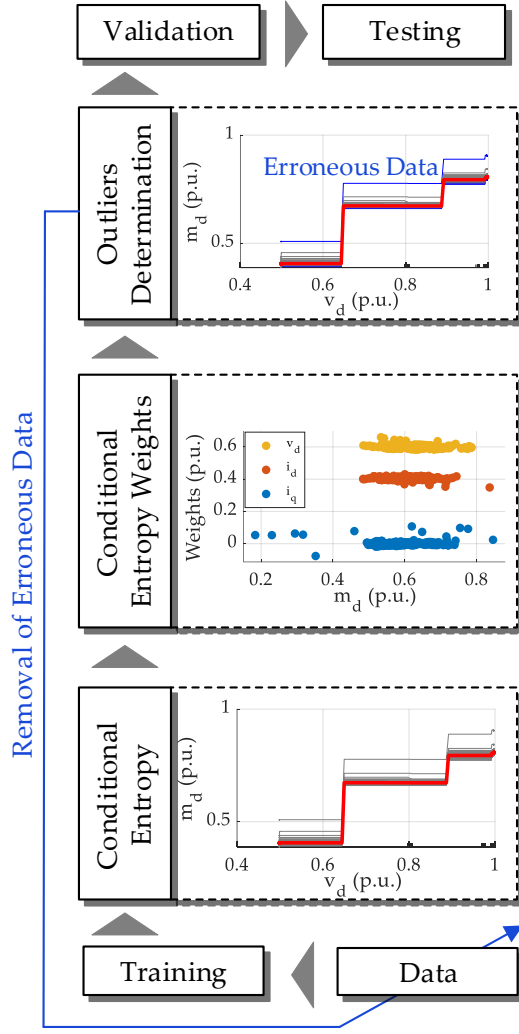 Validation
Testing
Outliers
Determination
1
0.5
m_d (p.u.)
Erroneous Data
0.4
0.6
0.8
1
v_d (p.u.)
Removal of Erroneous Data
Conditional
Entropy Weights
0.6
0.4
0.2
0
Weights (p.u.)
v_d
i_d
i_q
0.2
0.4
0.6
0.8
m_d (p.u.)
Conditional
Entropy
1
0.5
m_d (p.u.)
0.4
0.6
0.8
1
v_d (p.u.)
Training
Data